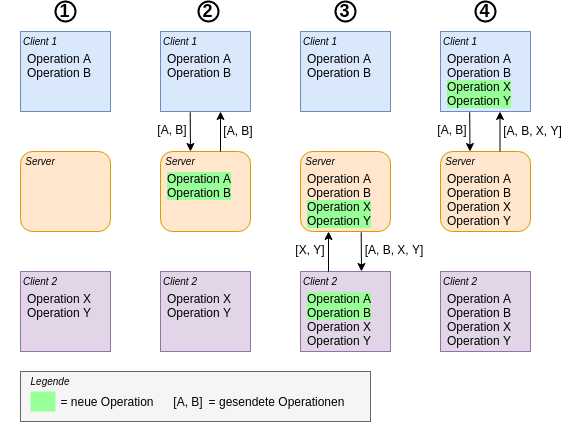 1
2
3
4
Client 1
Operation A
Operation B
Client 1
Operation A
Operation B
Client 1
Operation A
Operation B
Client 1
Operation A
Operation B
Operation X
Operation Y
[A, B]
[A, B]
[A, B]
[A, B, X, Y]
Server
Server
Operation A
Operation B
Server
Operation A
Operation B
Operation X
Operation Y
Server
Operation A
Operation B
Operation X
Operation Y
[X, Y]
[A, B, X, Y]
Client 2
Operation X
Operation Y
Client 2
Operation X
Operation Y
Client 2
Operation A
Operation B
Operation X
Operation Y
Client 2
Operation A
Operation B
Operation X
Operation Y
Legende
= neue Operation
[A, B] = gesendete Operationen